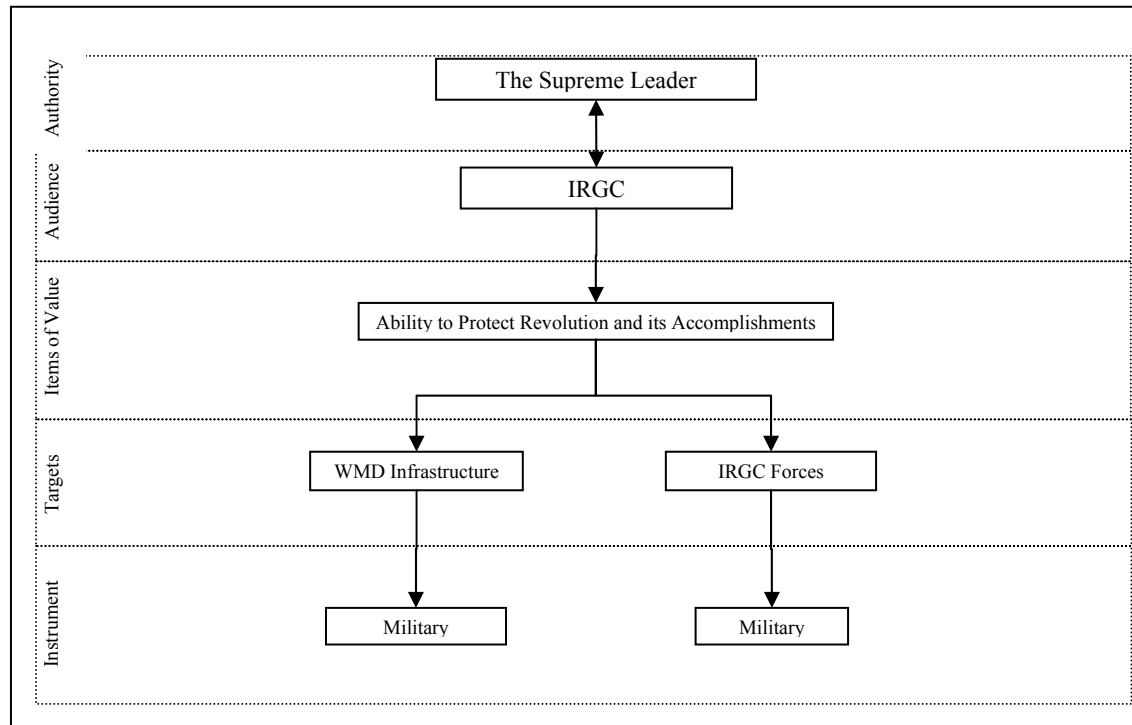 Authority
The Supreme Leader
Audience
IRGC
Items of Value
Ability to Protect Revolution and its Accomplishments
Targets
WMD Infrastructure
IRGC Forces
Instrument
Military
Military